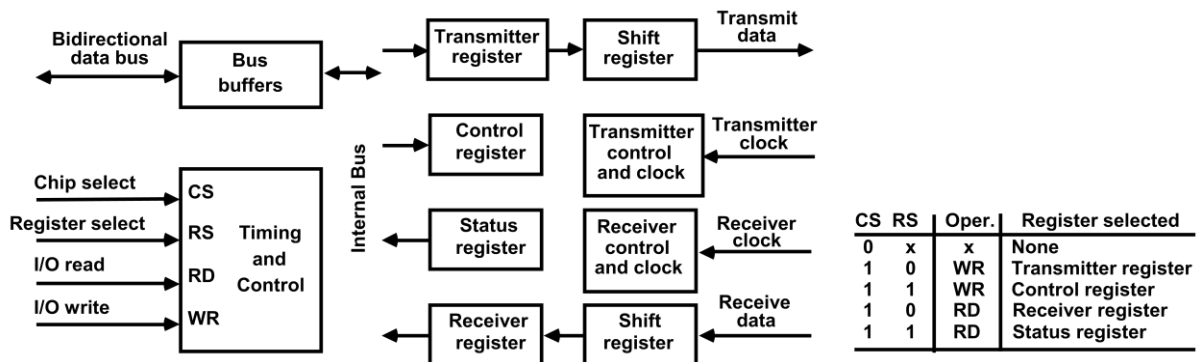 Bidirectional
data bus
Bus
buffers
Transmitter
register
Shift
register
Transmit
data
Internal Bus
Control
register
Transmitter
control
and clock
Transmitter
clock
Chip select
CS
Register select
RS
I/O read
RD
I/O write
WR
Timing
and
Control
Status
register
Receiver
control
and clock
Receiver
clock
Receiver
register
Shift
register
Receive
data
CS RS Oper. Register selected
0 x x None
1 0 WR Transmitter register
1 1 WR Control register
1 0 RD Receiver register
1 1 RD Status register